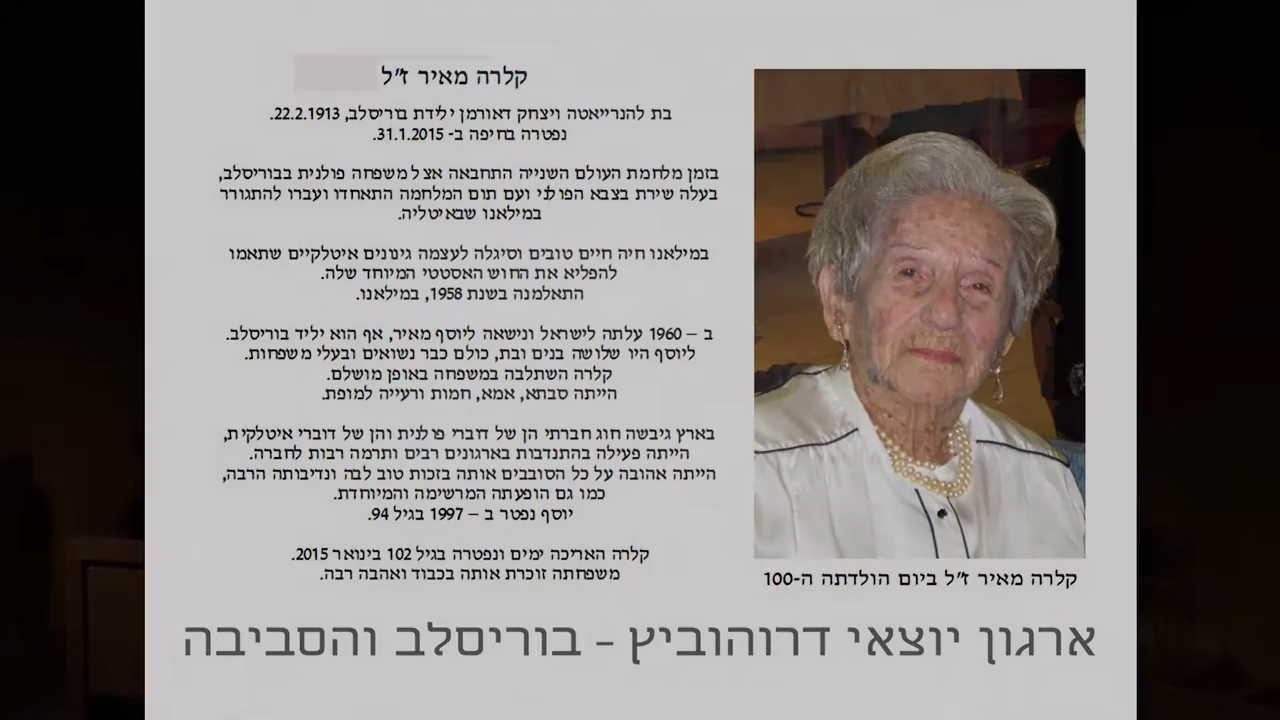 קלרה מאיר ז"ל
בת להנרייאטה ויצחק דאורמן ילידת בוריסלב, 22.2.1913.
נפטרה בחיפה ב- 31.1.2015.
בזמן מלחמת העולם השנייה התחבאה אצל משפחה פולנית בבוריסלב,
בעלה שירת בצבא הפולני ועם תום המלחמה התאחדו ועברו להתגורר
במילאנו שבאיטליה.
במילאנו חיה חיים טובים וסיגלה לעצמה גינונים איטלקיים שתאמו
להפליא את החוש האסטטי המיוחד שלה.
התאלמנה בשנת 1958, במילאנו.
ב – 1960 עלתה לישראל ונישאה ליוסף מאיר, אף הוא יליד בוריסלב.
ליוסף היו שלושה בנים ובת, כולם כבר נשואים ובעלי משפחות.
קלרה השתלבה במשפחה באופן מושלם.
הייתה סבתא, אמא, חמות ורעייה למופת.
בארץ גיבשה חוג חברתי הן של דוברי פולנית והן של דוברי איטלקית,
הייתה פעילה בהתנדבות בארגונים רבים ותרמה רבות לחברה.
הייתה אהובה על כל הסובבים אותה בזכות טוב לבה ונדיבותה הרבה,
כמו גם הופעתה המרשימה והמיוחדת.
יוסף נפטר ב – 1997 בגיל 94.
קלרה האריכה ימים ונפטרה בגיל 102 בינואר 2015.
משפחתה זוכרת אותה בכבוד ואהבה רבה.
קלרה מאיר ז"ל ביום הולדתה ה-100
ארגון יוצאי דרוהוביץ - בוריסלב והסביבה